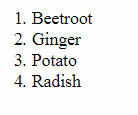 1. Beetroot
2. Ginger
3. Potato
4. Radish